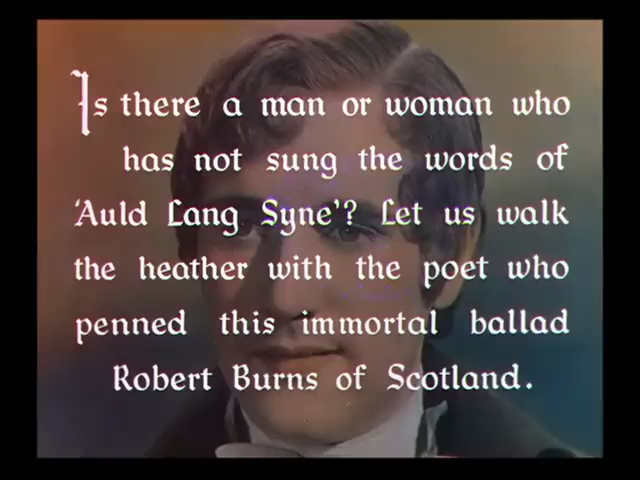 Is there a man or woman who
has not sung the words of
'Auld Lang Syne'? Let us walk
the heather with the poet who
penned this immortal ballad
Robert Burns of Scotland.